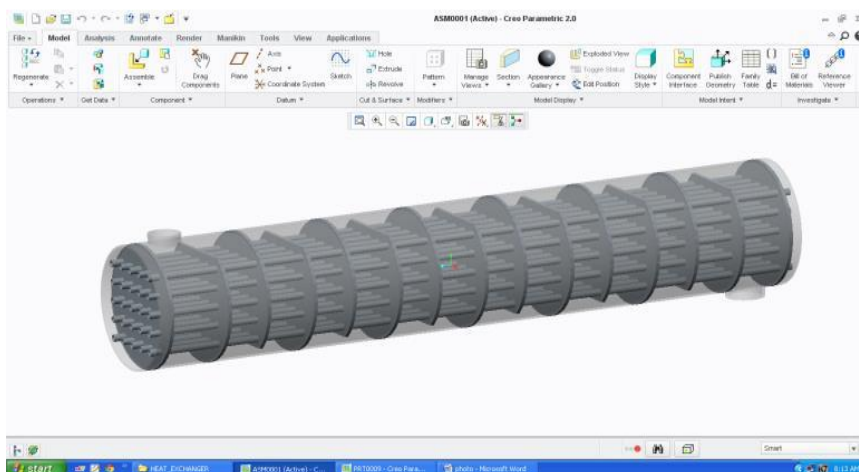 ASM0001 (Active) - Creo Parametric 2.0
File Model Analysis Annotate Render Manikin Tools View Applications
Regenerate
Assemble
Drag
Components
Plane
Axis
Point
Coordinate System
Sketch
Hole
Extrude
Revolve
Pattern
Manage
Views
Section
Appearance
Gallery
Exploded View
Toggle Status
Edit Position
Display
Style
Component
Interface
Publish
Geometry
Family
Table
d=
Bill of
Materials
Reference
Viewer
Operations Get Data Component Datum Cut & Surface Modifiers Model Display Model Intent Investigate
Smart
start HEAT_EXCHANGER ASM0001 (Active) - C... PRT0009 - Creo Para... photo - Microsoft Word 8:13 AM